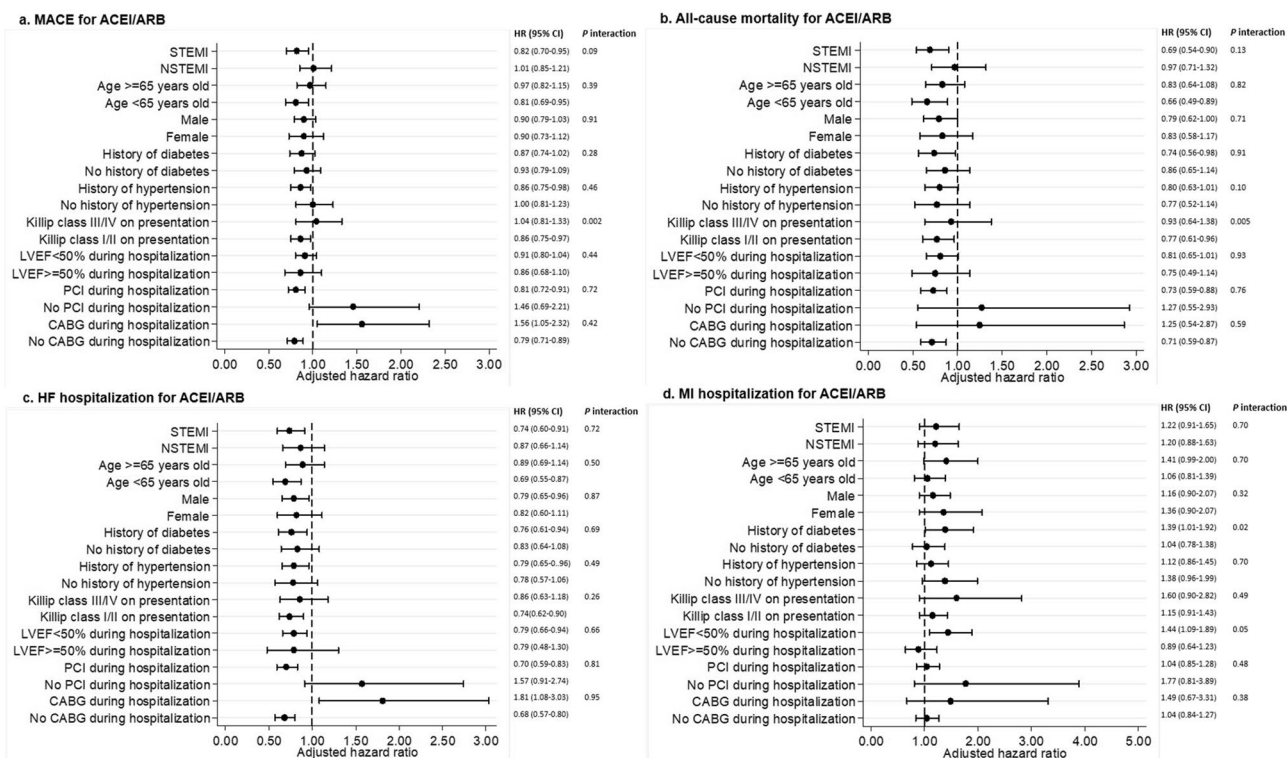 a. MACE for ACEI/ARB
HR (95% CI) P interaction
STEMI 0.82 (0.70-0.95) 0.09
NSTEMI 1.01 (0.85-1.21)
Age >=65 years old 0.97 (0.82-1.15) 0.39
Age <65 years old 0.81 (0.69-0.95)
Male 0.90 (0.79-1.03) 0.91
Female 0.90 (0.73-1.12)
History of diabetes 0.87 (0.74-1.02) 0.28
No history of diabetes 0.93 (0.79-1.09)
History of hypertension 0.86 (0.75-0.98) 0.46
No history of hypertension 1.00 (0.81-1.23)
Killip class III/IV on presentation 1.04 (0.81-1.33) 0.002
Killip class I/II on presentation 0.86 (0.75-0.97)
LVEF<50% during hospitalization 0.91 (0.80-1.04) 0.44
LVEF>=50% during hospitalization 0.86 (0.68-1.10)
PCI during hospitalization 0.81 (0.72-0.91) 0.72
No PCI during hospitalization 1.46 (0.69-2.21)
CABG during hospitalization 1.56 (1.05-2.32) 0.42
No CABG during hospitalization 0.79 (0.71-0.89)
0.00 0.50 1.00 1.50 2.00 2.50 3.00
Adjusted hazard ratio
b. All-cause mortality for ACEI/ARB
HR (95% CI) P interaction
STEMI 0.69 (0.54-0.90) 0.13
NSTEMI 0.97 (0.71-1.32)
Age >=65 years old 0.83 (0.64-1.08) 0.82
Age <65 years old 0.66 (0.49-0.89)
Male 0.79 (0.62-1.00) 0.71
Female 0.83 (0.58-1.17)
History of diabetes 0.74 (0.56-0.98) 0.91
No history of diabetes 0.86 (0.65-1.14)
History of hypertension 0.80 (0.63-1.01) 0.10
No history of hypertension 0.77 (0.52-1.14)
Killip class III/IV on presentation 0.93 (0.64-1.38) 0.005
Killip class I/II on presentation 0.77 (0.61-0.96)
LVEF<50% during hospitalization 0.81 (0.65-1.01) 0.93
LVEF>=50% during hospitalization 0.75 (0.49-1.14)
PCI during hospitalization 0.73 (0.59-0.88) 0.76
No PCI during hospitalization 1.27 (0.55-2.93)
CABG during hospitalization 1.25 (0.54-2.87) 0.59
No CABG during hospitalization 0.71 (0.59-0.87)
0.00 0.50 1.00 1.50 2.00 2.50 3.00
Adjusted hazard ratio
c. HF hospitalization for ACEI/ARB
HR (95% CI) P interaction
STEMI 0.74 (0.60-0.91) 0.72
NSTEMI 0.87 (0.66-1.14)
Age >=65 years old 0.89 (0.69-1.14) 0.50
Age <65 years old 0.69 (0.55-0.87)
Male 0.79 (0.65-0.96) 0.87
Female 0.82 (0.60-1.11)
History of diabetes 0.76 (0.61-0.94) 0.69
No history of diabetes 0.83 (0.64-1.08)
History of hypertension 0.79 (0.65-0..96) 0.49
No history of hypertension 0.78 (0.57-1.06)
Killip class III/IV on presentation 0.86 (0.63-1.18) 0.26
Killip class I/II on presentation 0.74(0.62-0.90)
LVEF<50% during hospitalization 0.79 (0.66-0.94) 0.66
LVEF>=50% during hospitalization 0.79 (0.48-1.30)
PCI during hospitalization 0.70 (0.59-0.83) 0.81
No PCI during hospitalization 1.57 (0.91-2.74)
CABG during hospitalization 1.81 (1.08-3.03) 0.95
No CABG during hospitalization 0.68 (0.57-0.80)
0.00 0.50 1.00 1.50 2.00 2.50 3.00
Adjusted hazard ratio
d. MI hospitalization for ACEI/ARB
HR (95% CI) P interaction
STEMI 1.22 (0.91-1.65) 0.70
NSTEMI 1.20 (0.88-1.63)
Age >=65 years old 1.41 (0.99-2.00) 0.70
Age <65 years old 1.06 (0.81-1.39)
Male 1.16 (0.90-2.07) 0.32
Female 1.36 (0.90-2.07)
History of diabetes 1.39 (1.01-1.92) 0.02
No history of diabetes 1.04 (0.78-1.38)
History of hypertension 1.12 (0.86-1.45) 0.70
No history of hypertension 1.38 (0.96-1.99)
Killip class III/IV on presentation 1.60 (0.90-2.82) 0.49
Killip class I/II on presentation 1.15 (0.91-1.43)
LVEF<50% during hospitalization 1.44 (1.09-1.89) 0.05
LVEF>=50% during hospitalization 0.89 (0.64-1.23)
PCI during hospitalization 1.04 (0.85-1.28) 0.48
No PCI during hospitalization 1.77 (0.81-3.89)
CABG during hospitalization 1.49 (0.67-3.31) 0.38
No CABG during hospitalization 1.04 (0.84-1.27)
0.00 1.00 2.00 3.00 4.00 5.00
Adjusted hazard ratio